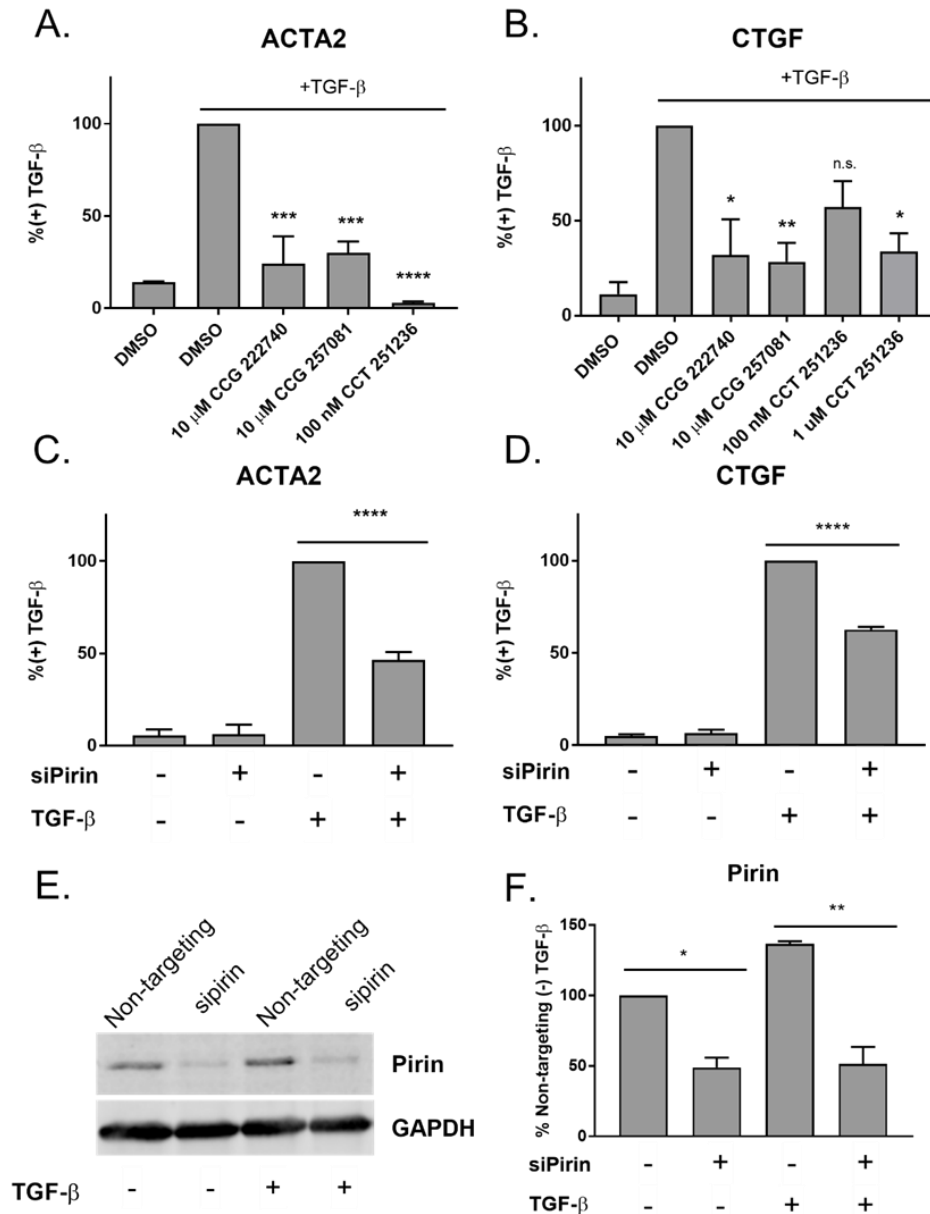 A.
ACTA2
+TGF-β
%(+) TGF-β
100
50
0
***
***
****
DMSO
DMSO
10 μM CCG 222740
10 μM CCG 257081
100 nM CCT 251236
B.
CTGF
+TGF-β
%(+) TGF-β
100
50
0
*
**
n.s.
*
DMSO
DMSO
10 μM CCG 222740
10 μM CCG 257081
100 nM CCT 251236
1 uM CCT 251236
C.
ACTA2
****
%(+) TGF-β
100
50
0
siPirin - + - +
TGF-β - - + +
D.
CTGF
****
%(+) TGF-β
100
50
0
siPirin - + - +
TGF-β - - + +
E.
Non-targeting
sipirin
Non-targeting
sipirin
Pirin
GAPDH
TGF-β - - + +
F.
Pirin
*
**
% Non-targeting (-) TGF-β
150
100
50
0
siPirin - + - +
TGF-β - - + +